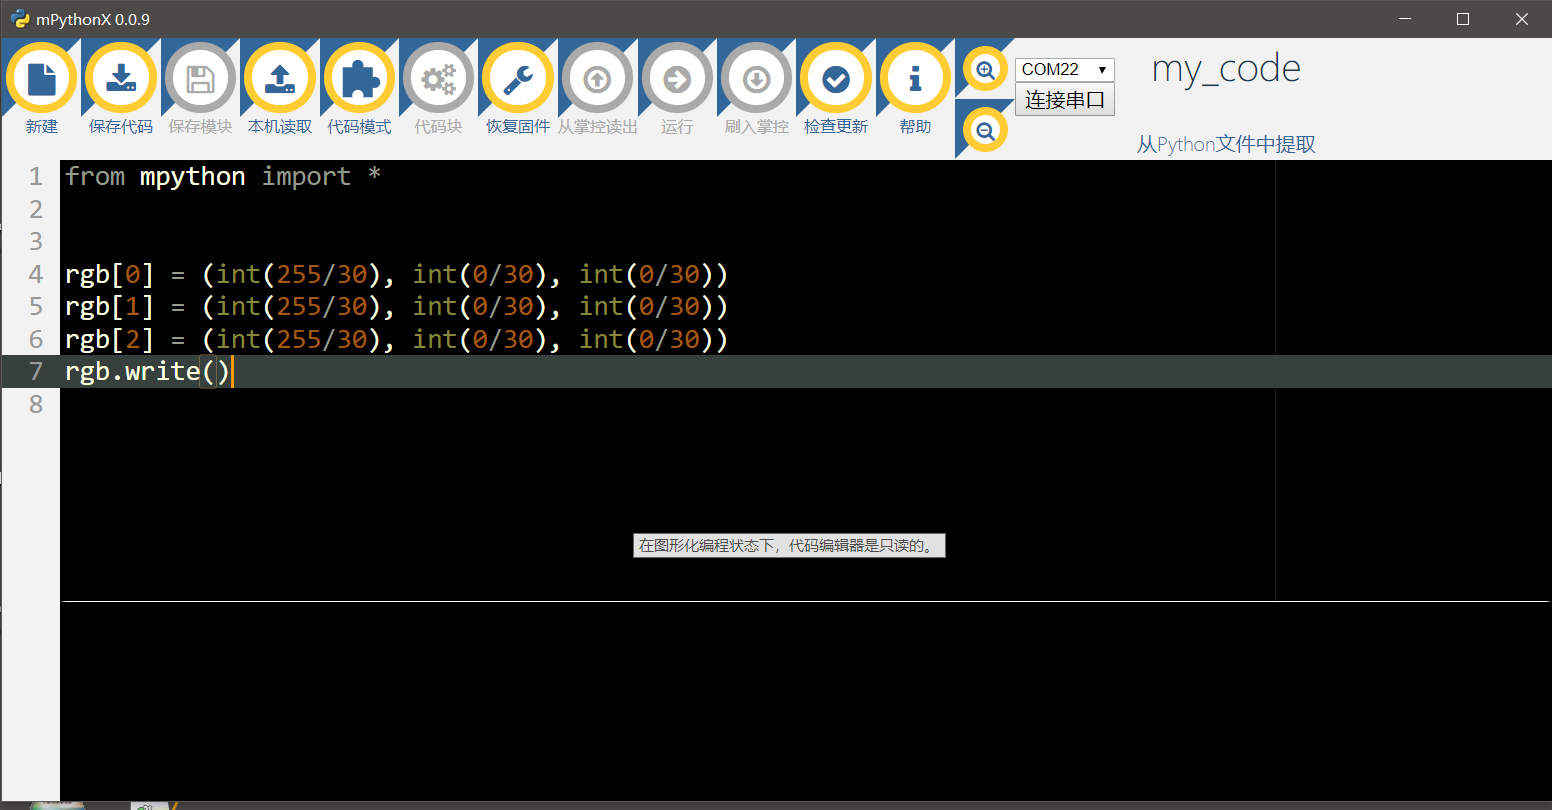 mPythonX 0.0.9
新建 保存代码 保存模块 本机读取 代码模式 代码块 恢复固件 从掌控读出 运行 刷入掌控 检查更新 帮助
COM22
连接串口
my_code
从Python文件中提取
1 from mpython import *
2
3
4 rgb[0] = (int(255/30), int(0/30), int(0/30))
5 rgb[1] = (int(255/30), int(0/30), int(0/30))
6 rgb[2] = (int(255/30), int(0/30), int(0/30))
7 rgb.write()
8
在图形化编程状态下，代码编辑器是只读的。